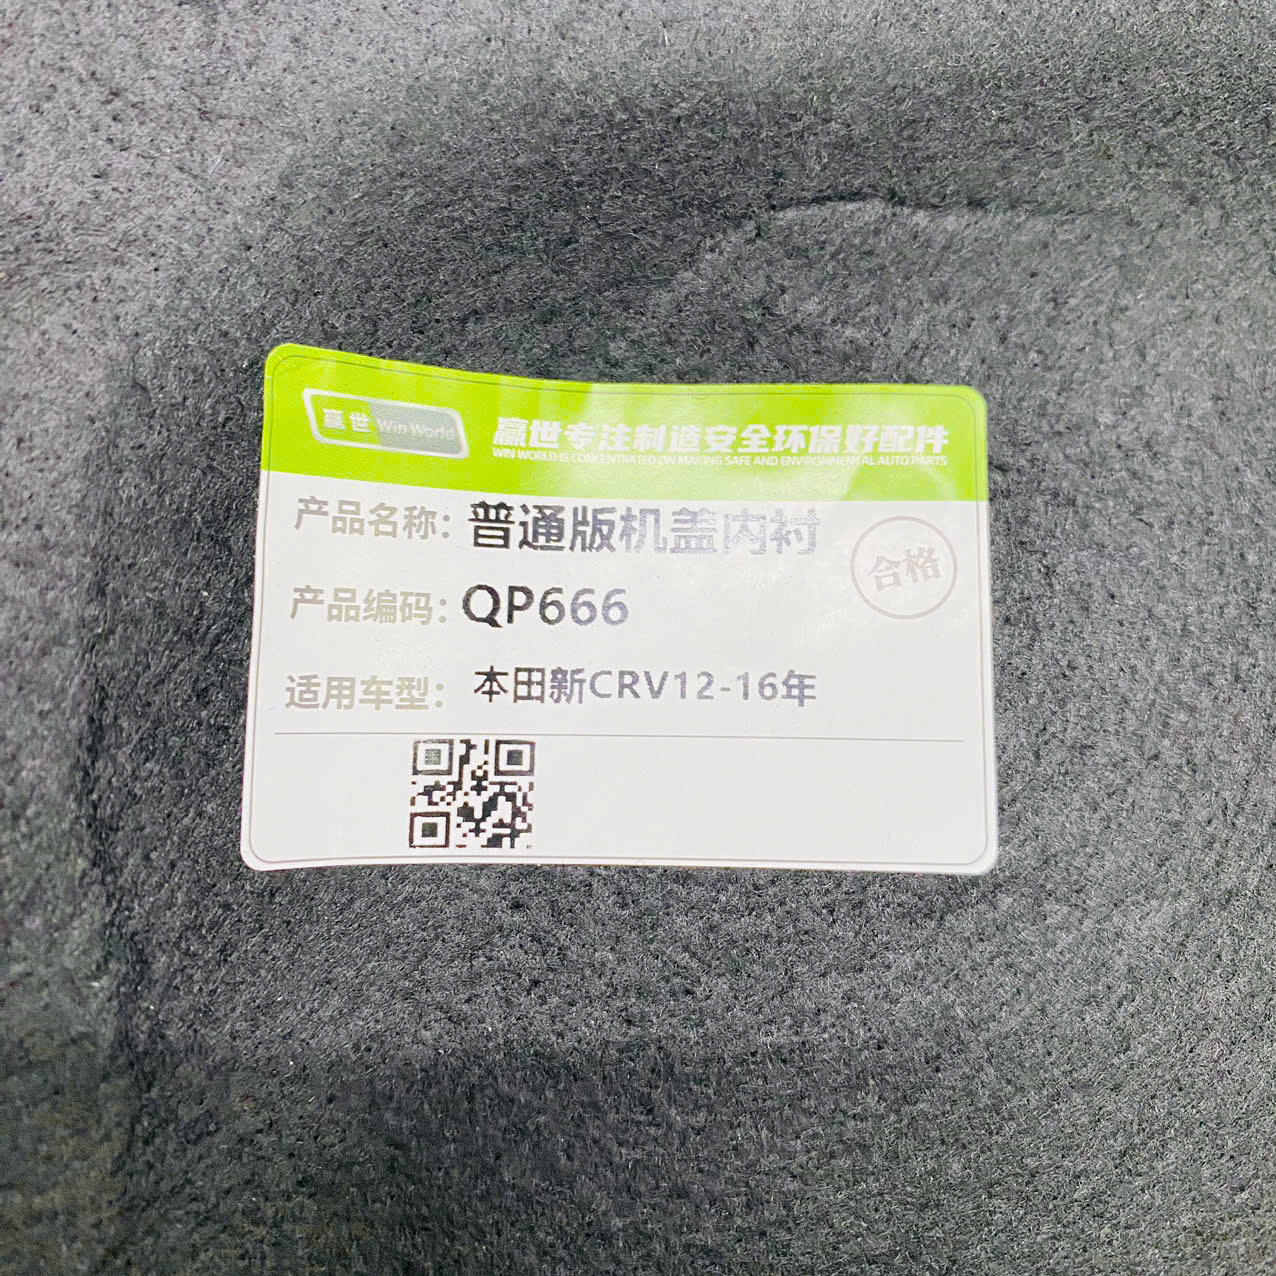 赢世 Win World
赢世专注制造安全环保好配件
WIN WORLD IS CONCENTRATED ON MAKING SAFE AND ENVIRONMENTAL AUTO PARTS
产品名称：普通版机盖内衬
合格
产品编码：QP666
适用车型：本田新CRV12-16年